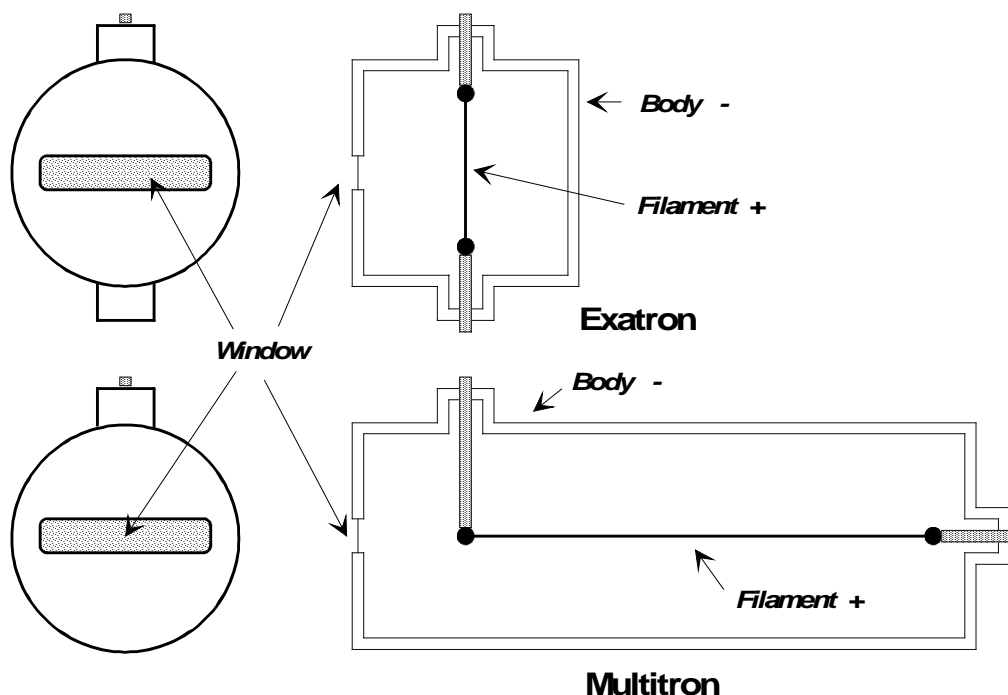 Body -
Filament +
Exatron
Window
Body -
Filament +
Multitron